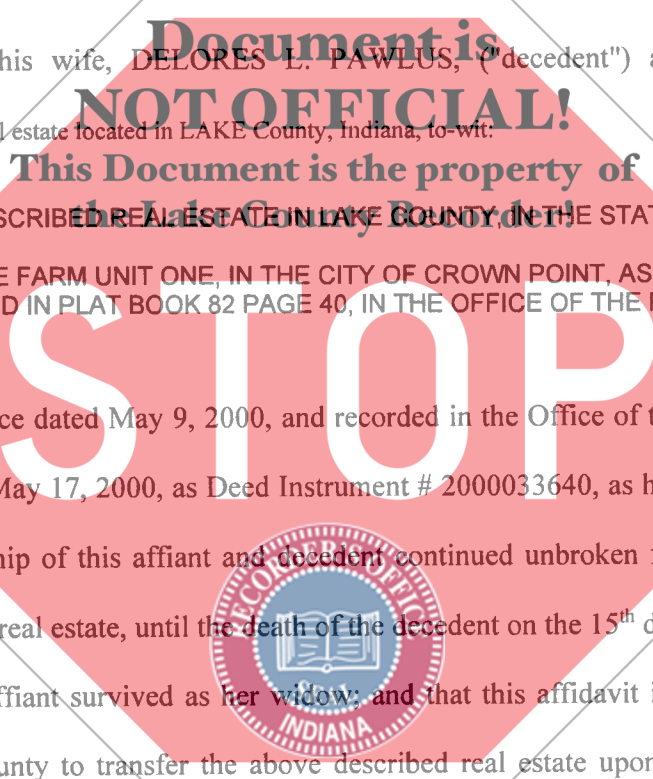 Document is
his wife, DELORES L. PAWLUS, ("decedent") a
NOT OFFICIAL!
l estate located in LAKE County, Indiana, to-wit:
This Document is the property of
the Lake County Recorder!
SCRIBED REAL ESTATE IN LAKE COUNTY, IN THE STAT
E FARM UNIT ONE, IN THE CITY OF CROWN POINT, AS
D IN PLAT BOOK 82 PAGE 40, IN THE OFFICE OF THE
STOP
ce dated May 9, 2000, and recorded in the Office of t
May 17, 2000, as Deed Instrument # 2000033640, as h
ip of this affiant and decedent continued unbroken
real estate, until the death of the decedent on the 15th d
ffiant survived as her widow; and that this affidavit i
unty to transfer the above described real estate upon
RECORDER'S OFFICE
SEAL
INDIANA